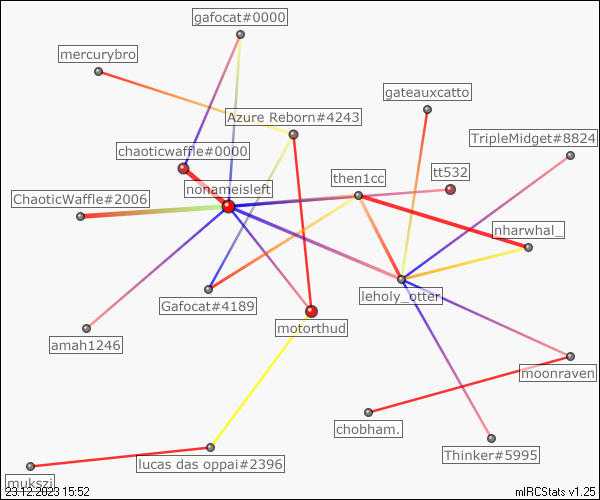 gafocat#0000
mercurybro
gateauxcatto
Azure Reborn#4243
TripleMidget#8824
chaoticwaffle#0000
then1cc
tt532
nonameisleft
ChaoticWaffle#2006
nharwhal_
leholy_otter
Gafocat#4189
motorthud
amah1246
moonraven
chobham.
Thinker#5995
lucas das oppai#2396
mukszi
23.12.2023 15:52
mIRCStats v1.25